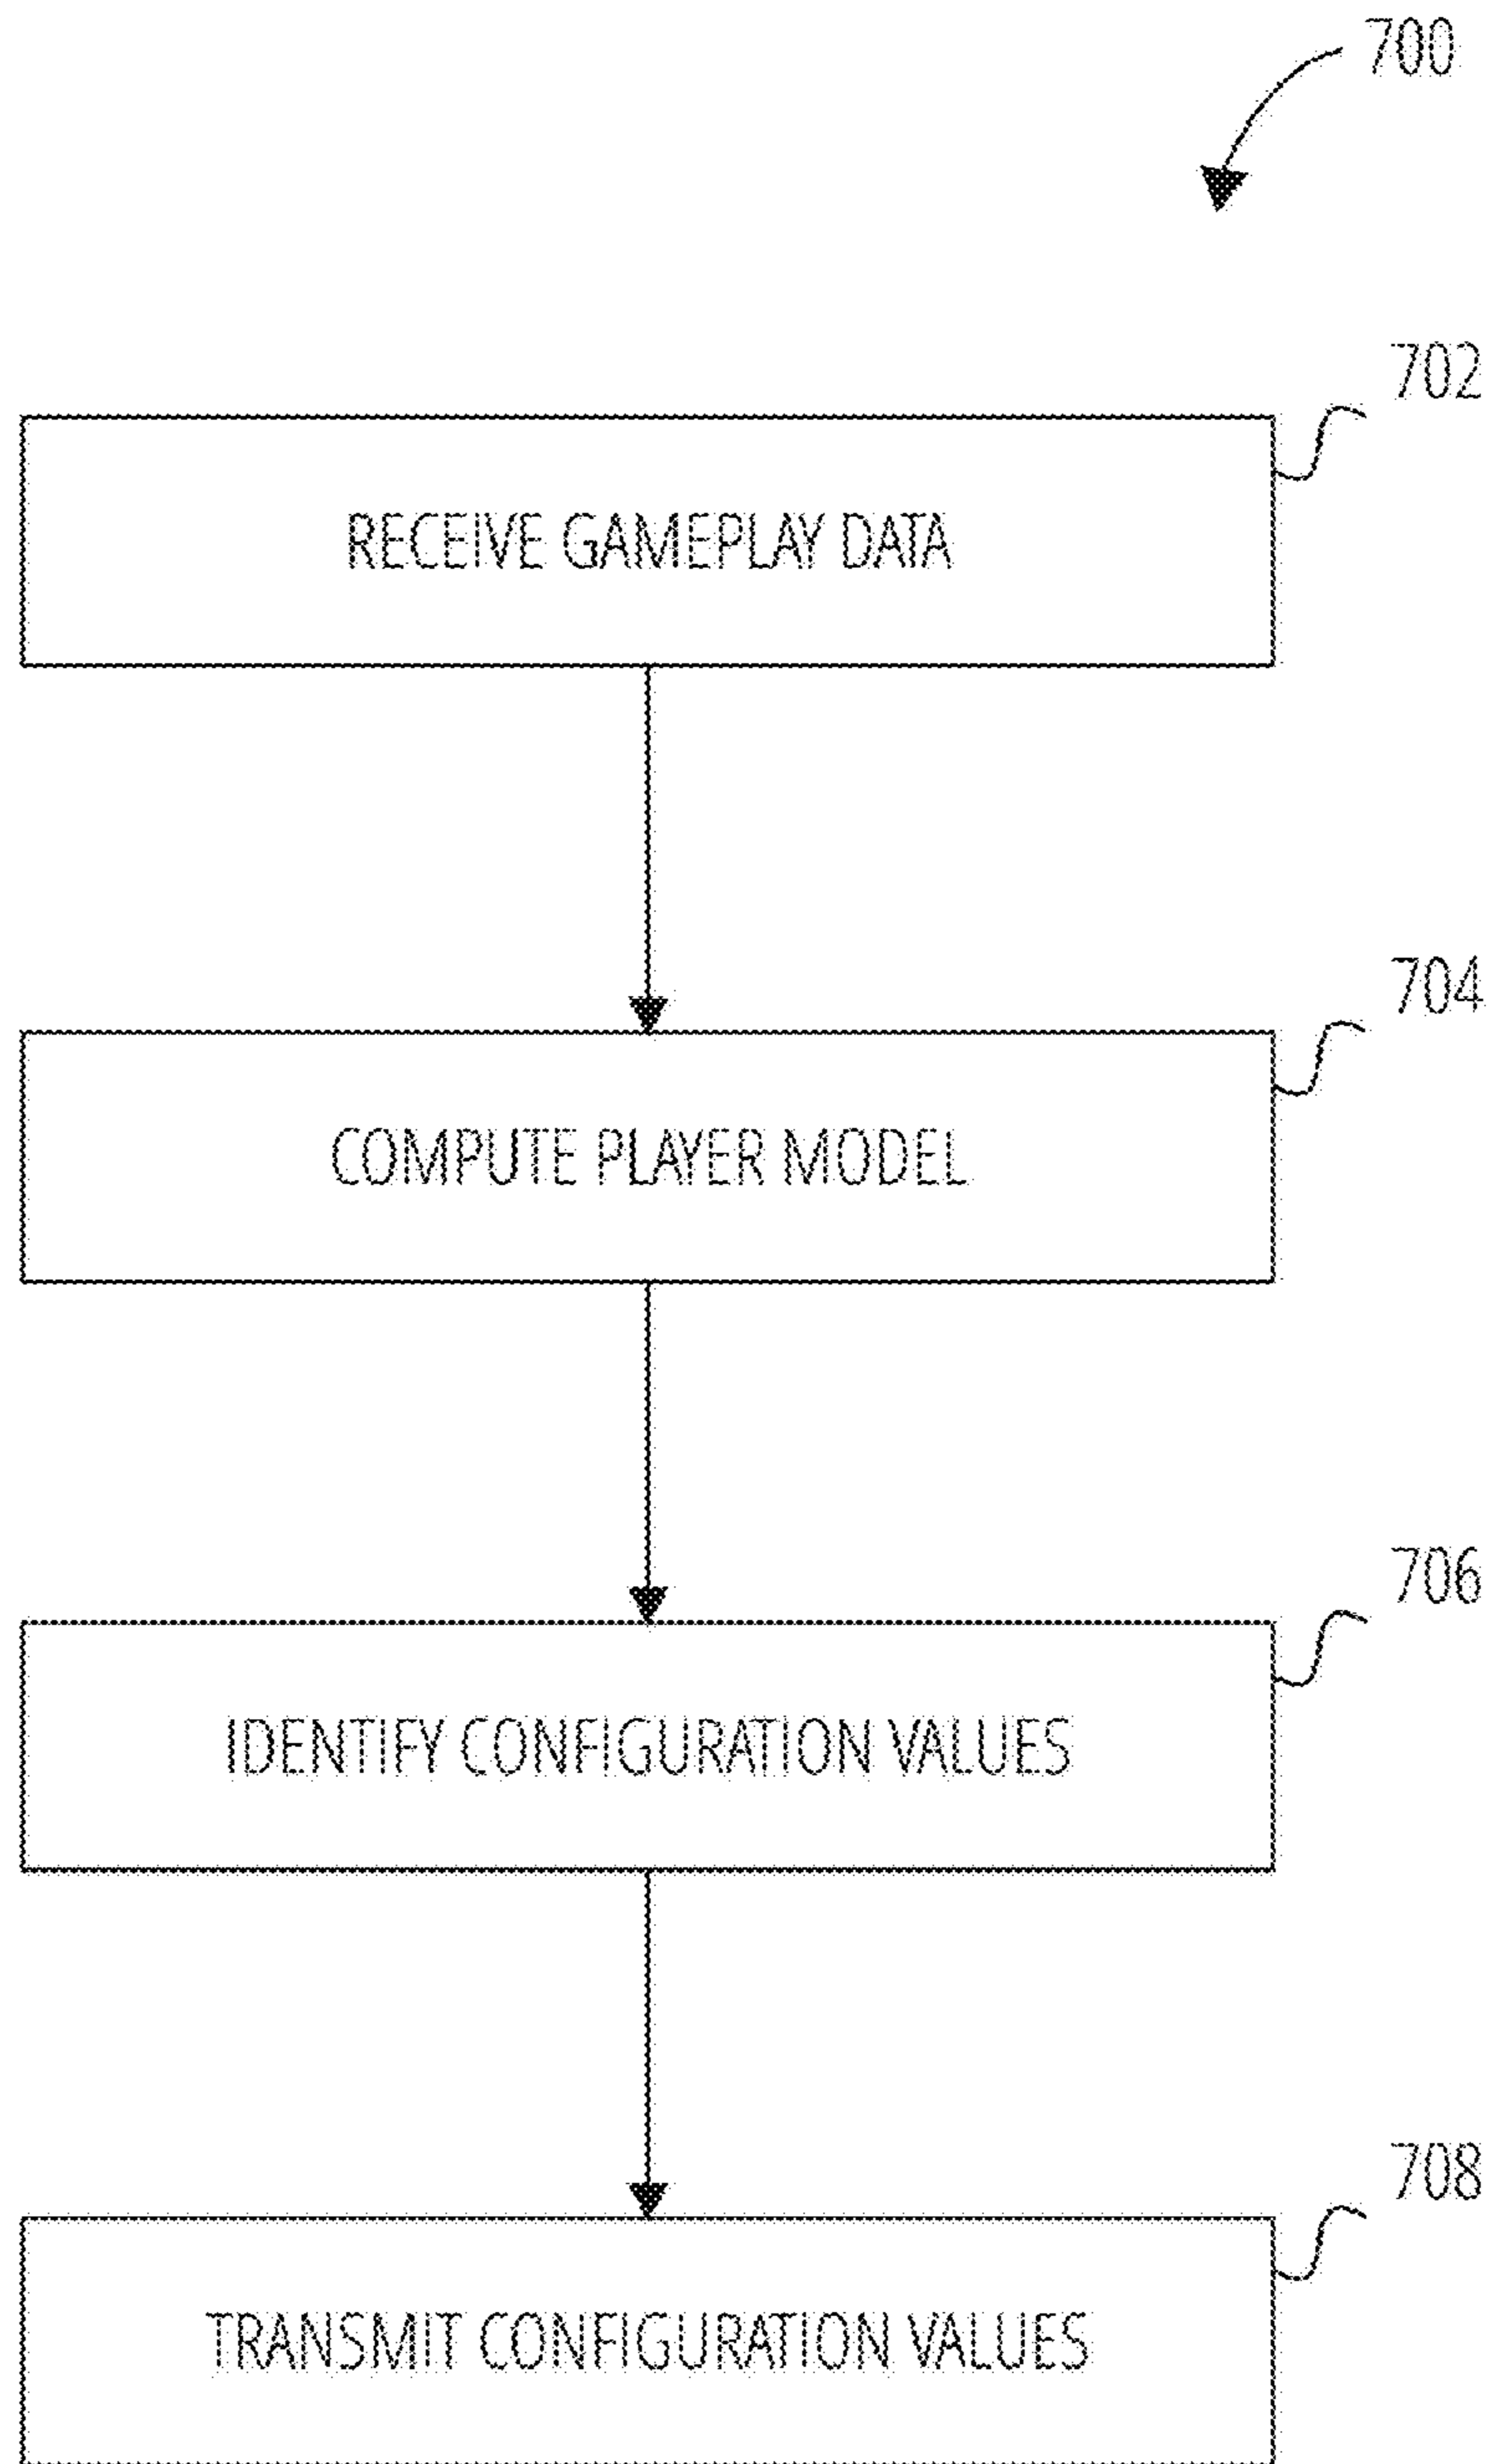 700
702
RECEIVE GAMEPLAY DATA
704
COMPUTE PLAYER MODEL
706
IDENTIFY CONFIGURATION VALUES
708
TRANSMIT CONFIGURATION VALUES